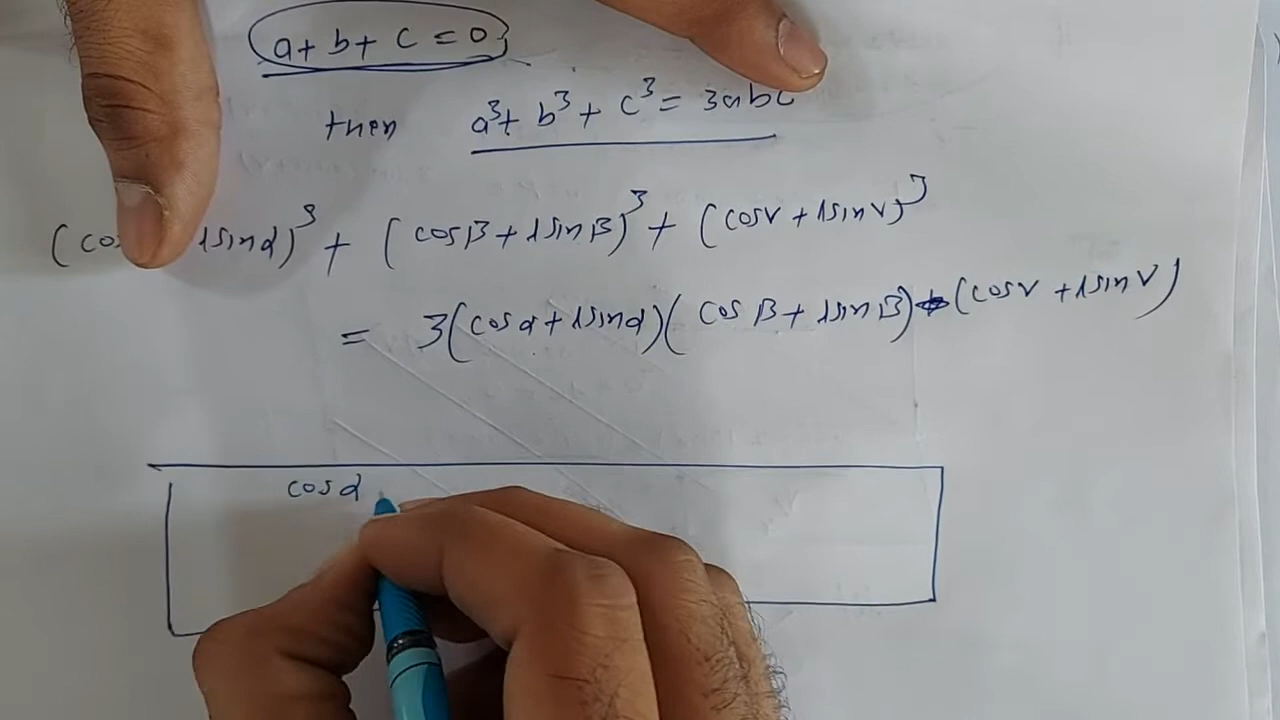 a + b + c = 0
then a³ + b³ + c³ = 3abc
(cos isinα)³ + (cosβ + isinβ)³ + (cosγ + isinγ)³
= 3(cosα + isinα)(cosβ + isinβ)(cosγ + isinγ)
cosα